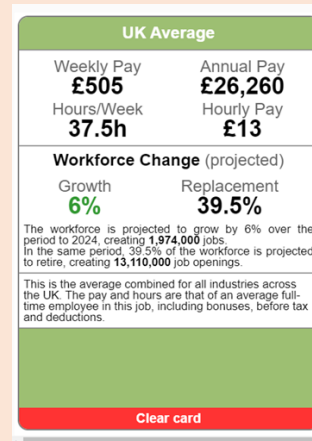 UK Average
Weekly Pay Annual Pay
£505 £26,260
Hours/Week Hourly Pay
37.5h £13
Workforce Change (projected)
Growth Replacement
6% 39.5%
The workforce is projected to grow by 6% over the
period to 2024, creating 1,974,000 jobs.
In the same period, 39.5% of the workforce is projected
to retire, creating 13,110,000 job openings.
This is the average combined for all industries across
the UK. The pay and hours are that of an average full-
time employee in this job, including bonuses, before tax
and deductions.
Clear card